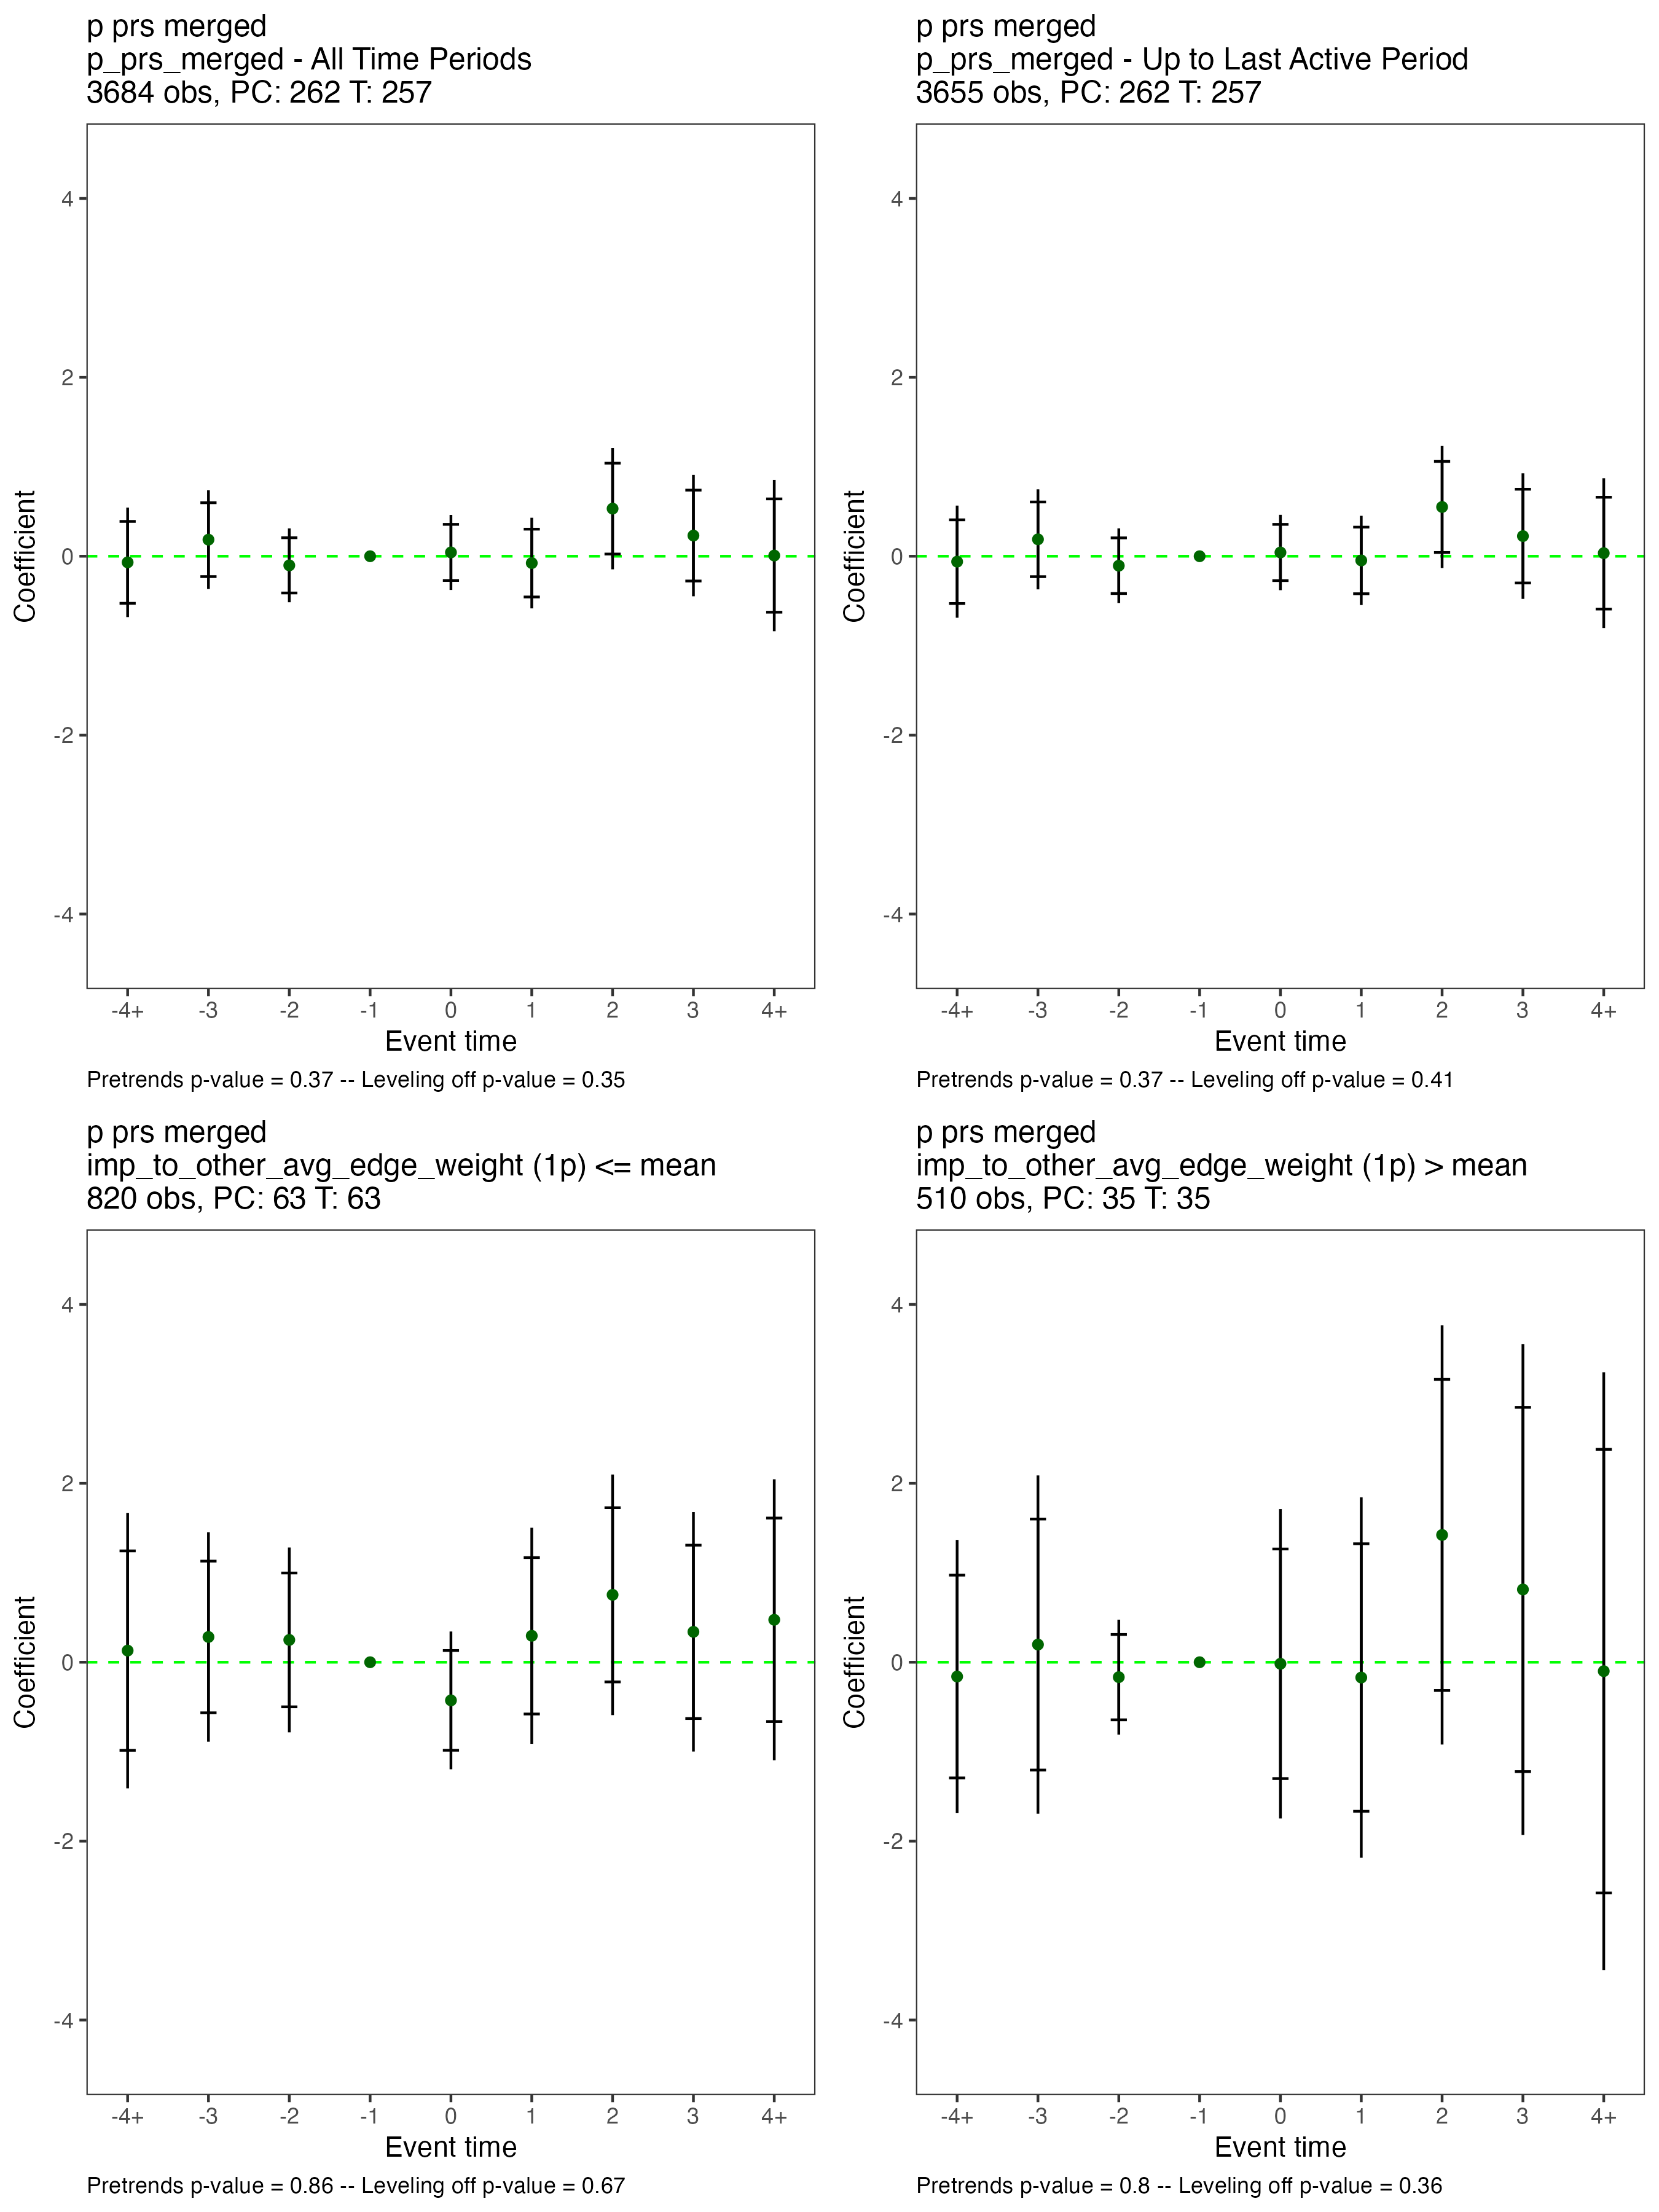 p prs merged
p_prs_merged - All Time Periods
3684 obs, PC: 262 T: 257
4
2
0
-2
-4
Coefficient
-4+ -3 -2 -1 0 1 2 3 4+
Event time
Pretrends p-value = 0.37 -- Leveling off p-value = 0.35
p prs merged
p_prs_merged - Up to Last Active Period
3655 obs, PC: 262 T: 257
4
2
0
-2
-4
Coefficient
-4+ -3 -2 -1 0 1 2 3 4+
Event time
Pretrends p-value = 0.37 -- Leveling off p-value = 0.41
p prs merged
imp_to_other_avg_edge_weight (1p) <= mean
820 obs, PC: 63 T: 63
4
2
0
-2
-4
Coefficient
-4+ -3 -2 -1 0 1 2 3 4+
Event time
Pretrends p-value = 0.86 -- Leveling off p-value = 0.67
p prs merged
imp_to_other_avg_edge_weight (1p) > mean
510 obs, PC: 35 T: 35
4
2
0
-2
-4
Coefficient
-4+ -3 -2 -1 0 1 2 3 4+
Event time
Pretrends p-value = 0.8 -- Leveling off p-value = 0.36